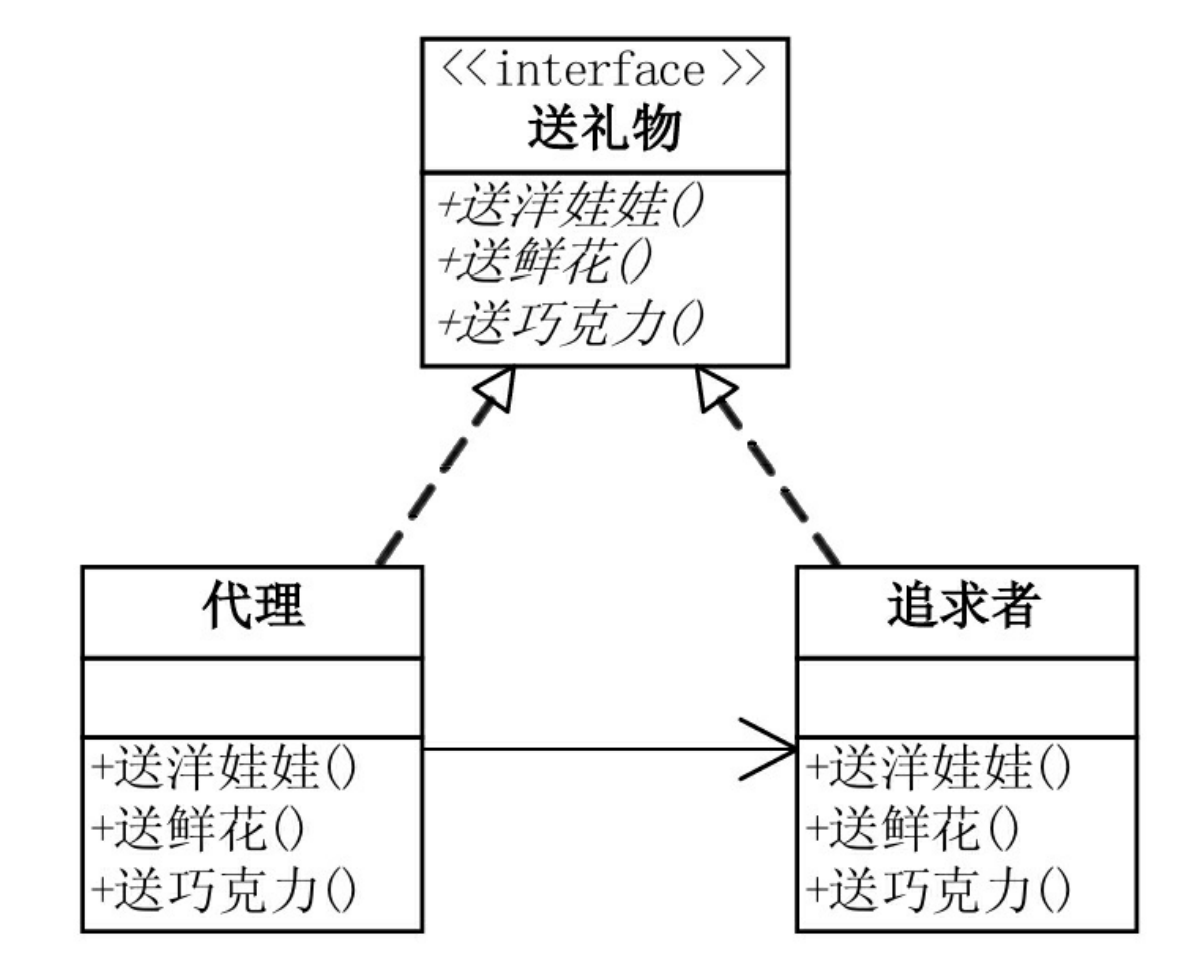 <<interface >>
送礼物
+送洋娃娃()
+送鲜花()
+送巧克力()
代理
+送洋娃娃()
+送鲜花()
+送巧克力()
追求者
+送洋娃娃()
+送鲜花()
+送巧克力()